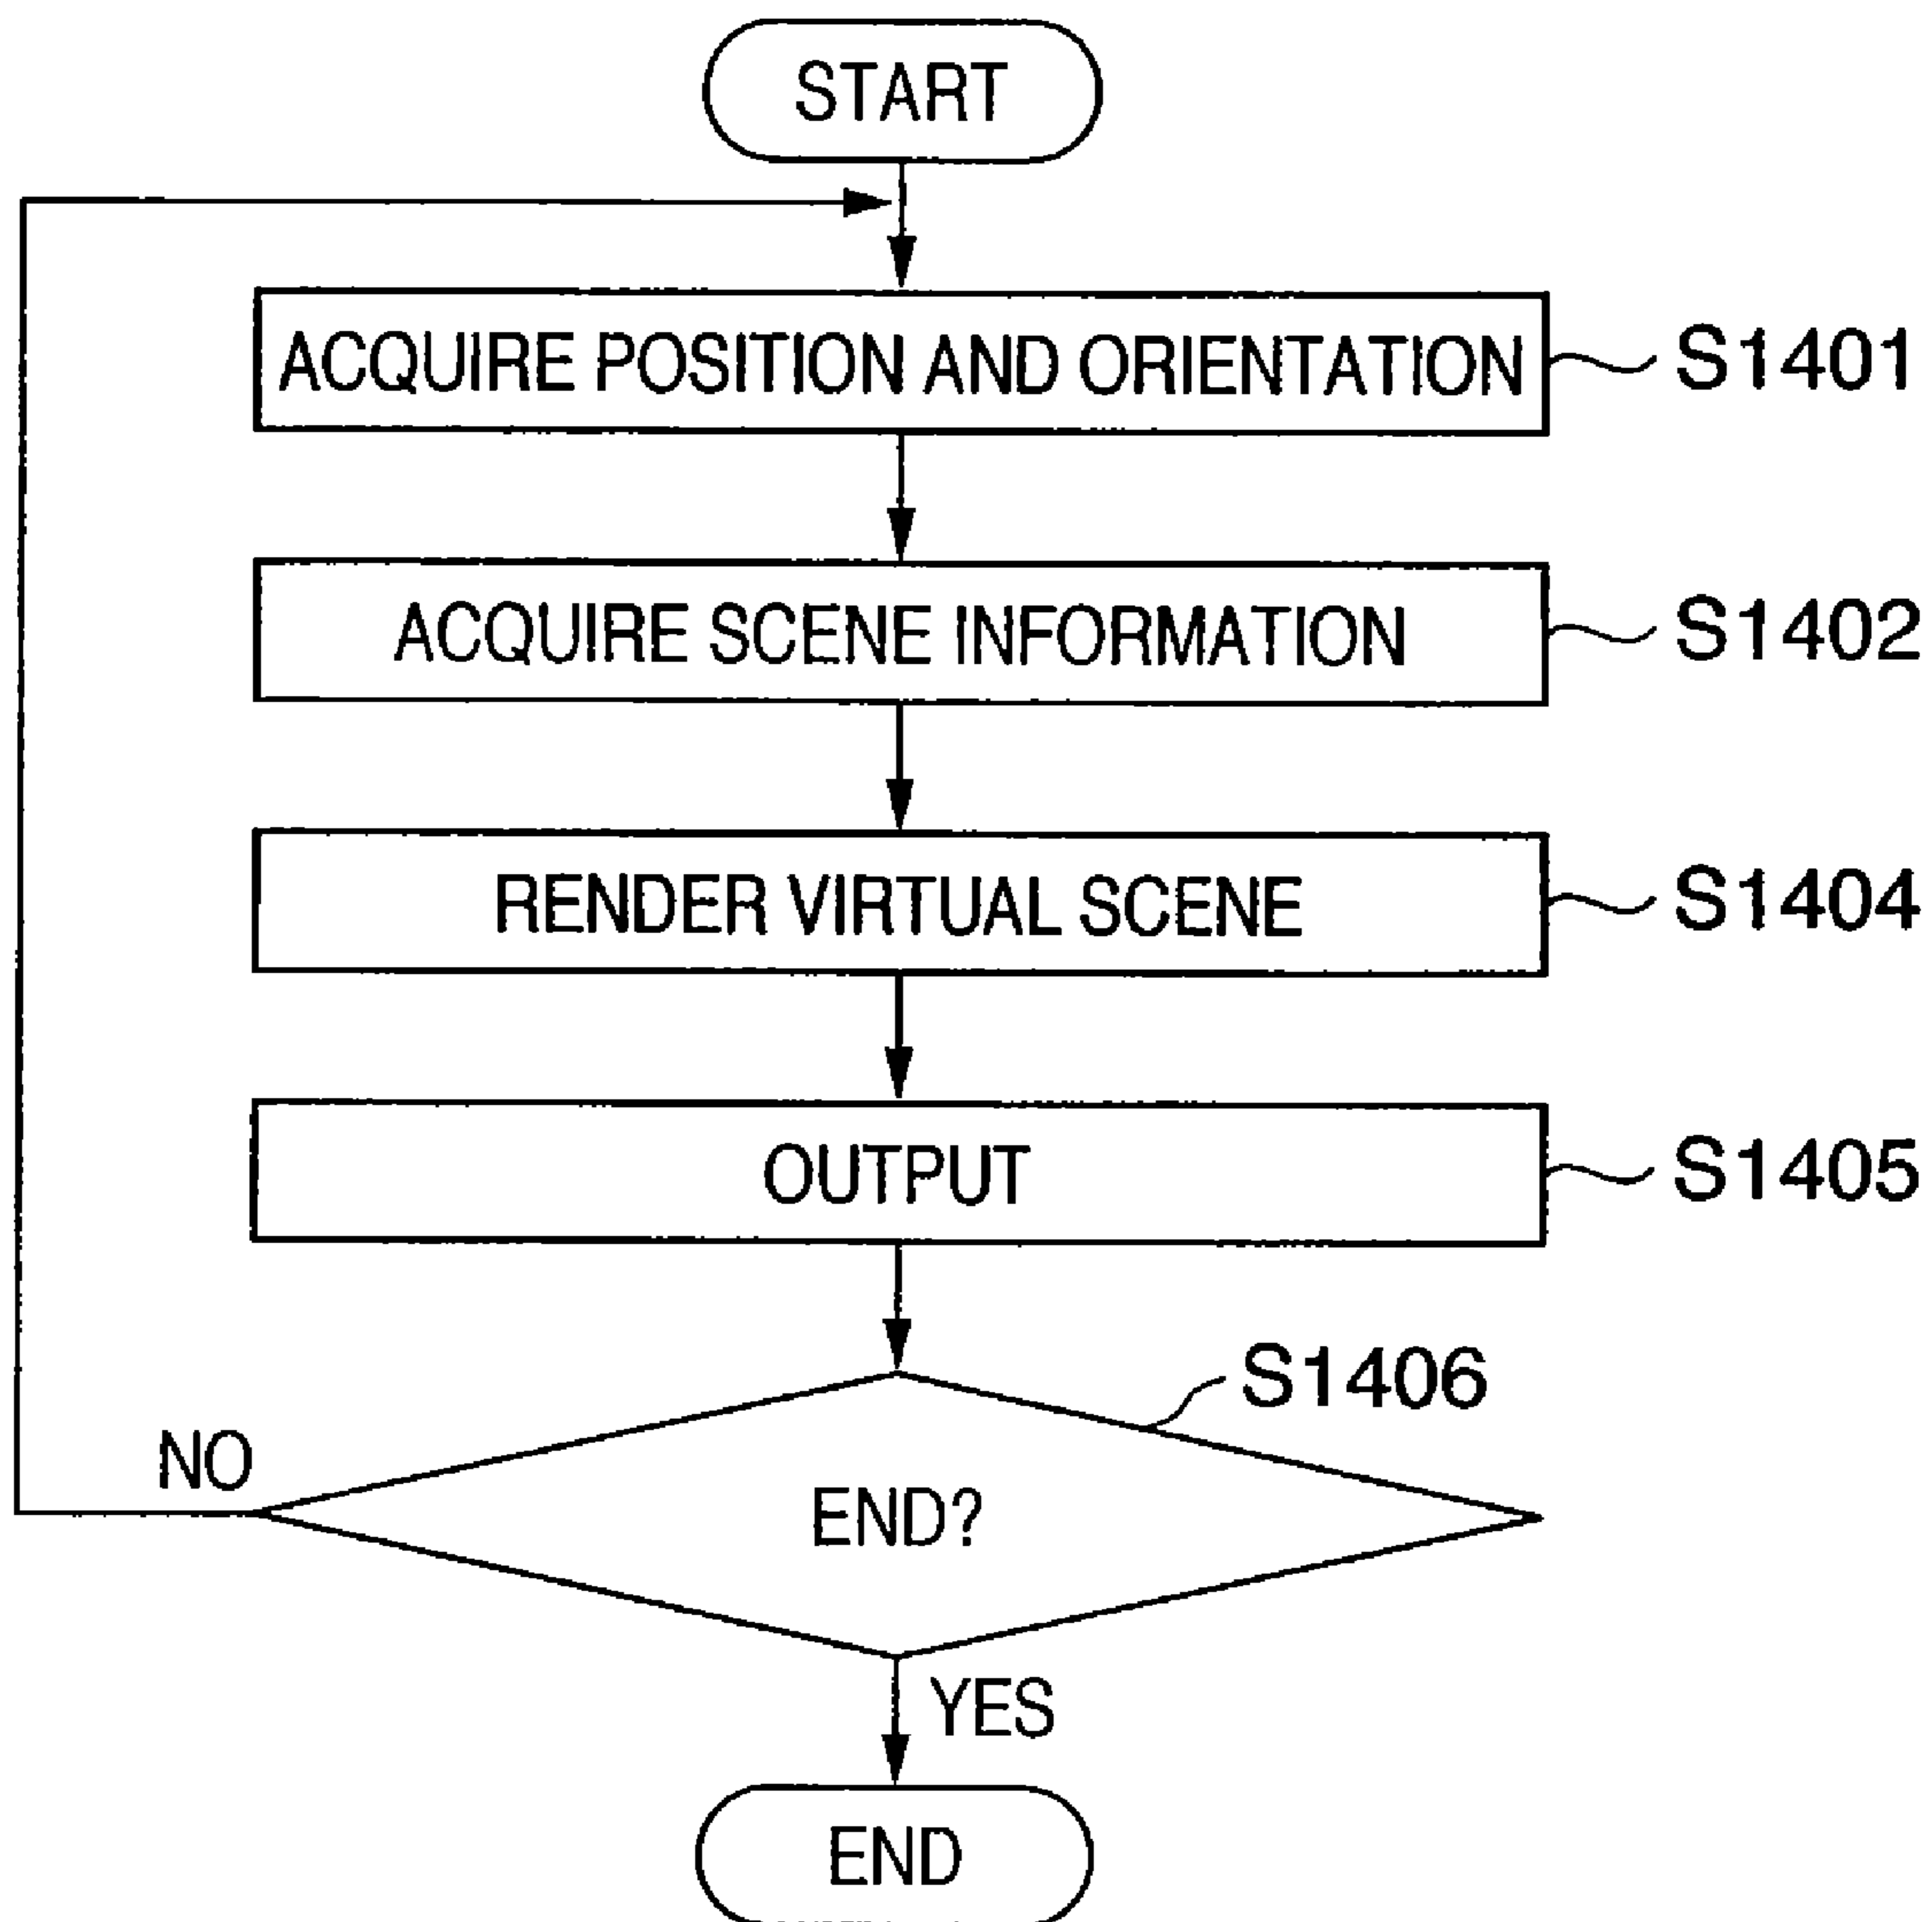 START
ACQUIRE POSITION AND ORIENTATION
S1401
ACQUIRE SCENE INFORMATION
S1402
RENDER VIRTUAL SCENE
S1404
OUTPUT
S1405
S1406
NO
END?
YES
END